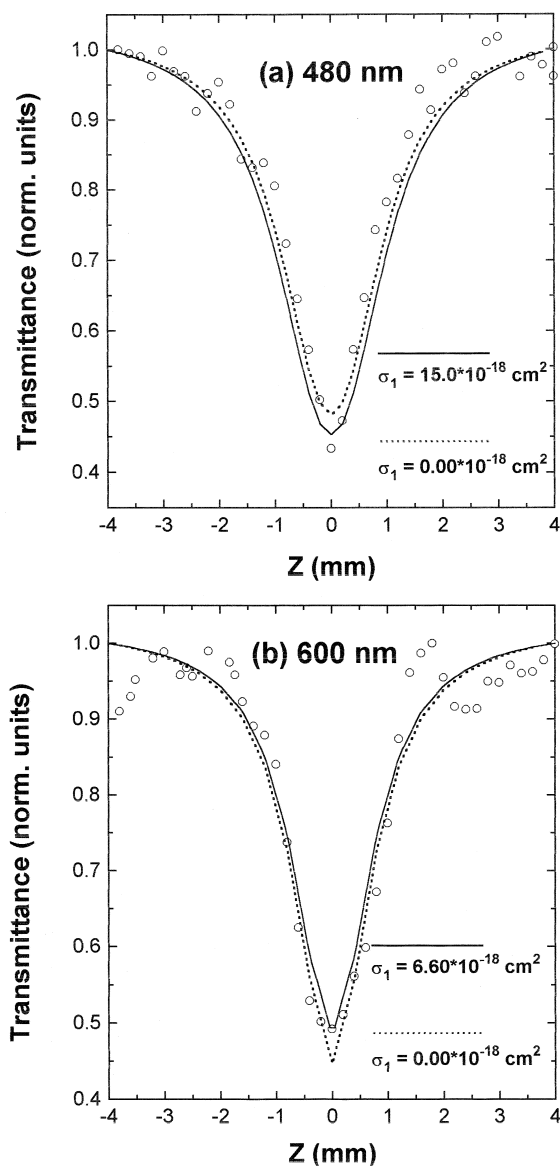 (a) 480 nm
Transmittance (norm. units)
1.0
0.9
0.8
0.7
0.6
0.5
0.4
σ₁ = 15.0*10⁻¹⁸ cm²
σ₁ = 0.00*10⁻¹⁸ cm²
-4 -3 -2 -1 0 1 2 3 4
Z (mm)
(b) 600 nm
Transmittance (norm. units)
1.0
0.9
0.8
0.7
0.6
0.5
0.4
σ₁ = 6.60*10⁻¹⁸ cm²
σ₁ = 0.00*10⁻¹⁸ cm²
-4 -3 -2 -1 0 1 2 3 4
Z (mm)